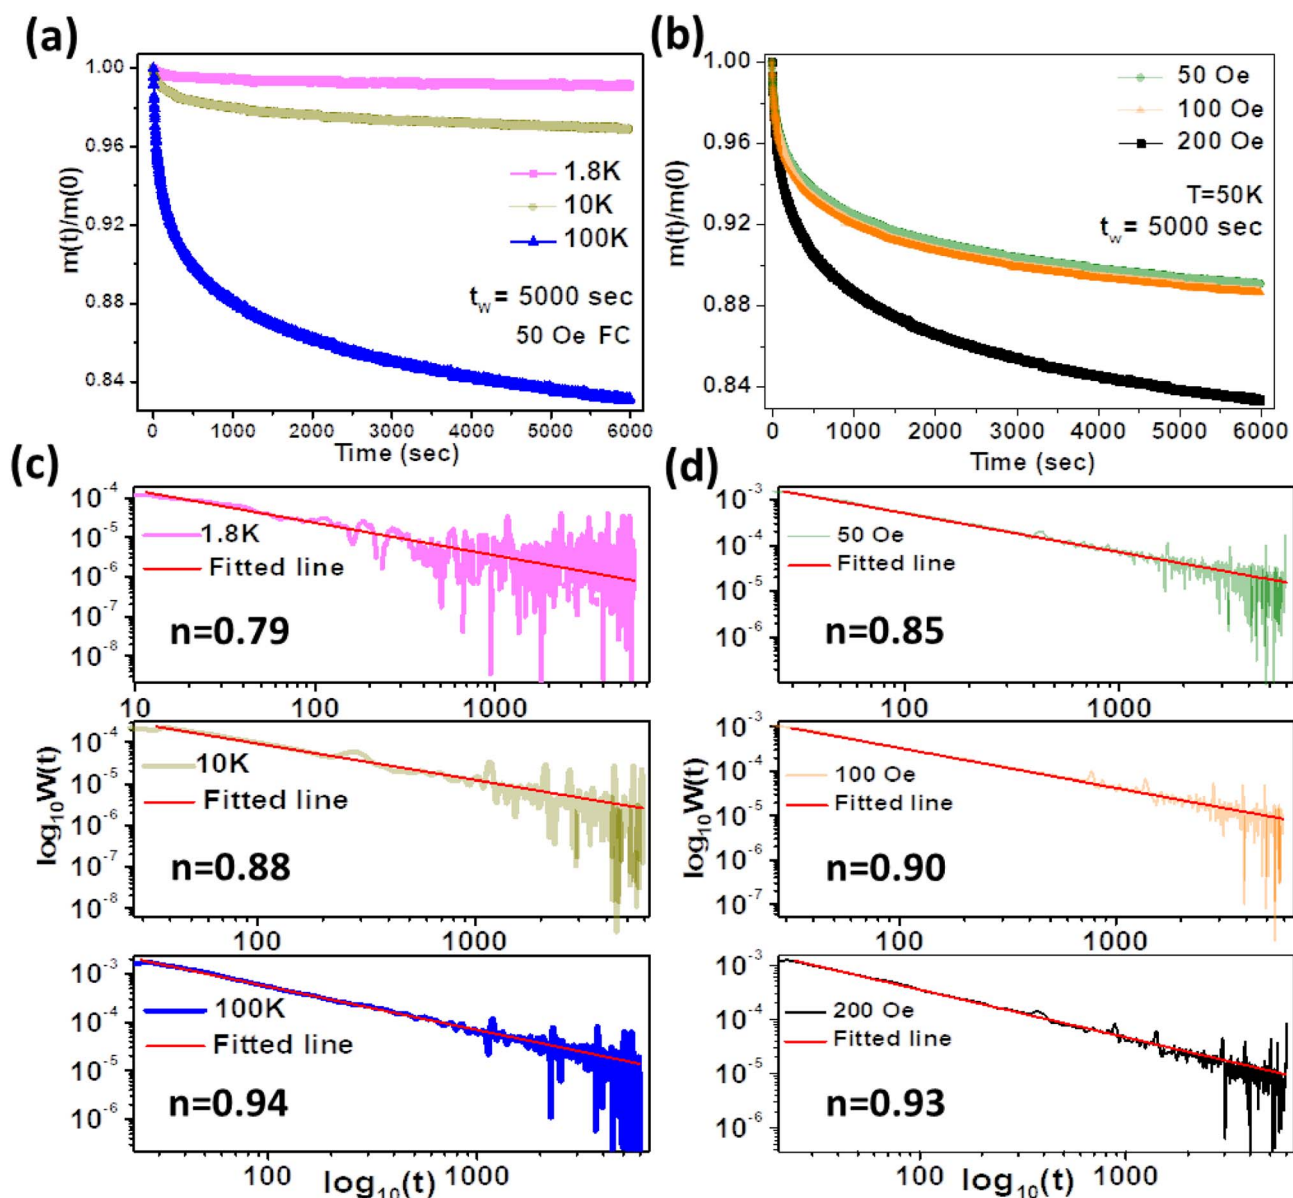 (a)
m(t)/m(0)
1.00
0.96
0.92
0.88
0.84
1.8K
10K
100K
t_w = 5000 sec
50 Oe FC
0 1000 2000 3000 4000 5000 6000
Time (sec)
(b)
m(t)/m(0)
1.00
0.96
0.92
0.88
0.84
50 Oe
100 Oe
200 Oe
T=50K
t_w = 5000 sec
0 1000 2000 3000 4000 5000 6000
Time (sec)
(c)
log₁₀W(t)
10⁻⁴
10⁻⁵
10⁻⁶
10⁻⁷
10⁻⁸
1.8K
Fitted line
n=0.79
10 100 1000
10⁻⁴
10⁻⁵
10⁻⁶
10⁻⁷
10⁻⁸
10K
Fitted line
n=0.88
100 1000
10⁻³
10⁻⁴
10⁻⁵
10⁻⁶
100K
Fitted line
n=0.94
100 1000
log₁₀(t)
(d)
log₁₀W(t)
10⁻³
10⁻⁴
10⁻⁵
10⁻⁶
50 Oe
Fitted line
n=0.85
100 1000
10⁻³
10⁻⁴
10⁻⁵
10⁻⁶
10⁻⁷
100 Oe
Fitted line
n=0.90
100 1000
10⁻³
10⁻⁴
10⁻⁵
10⁻⁶
200 Oe
Fitted line
n=0.93
100 1000
log₁₀(t)